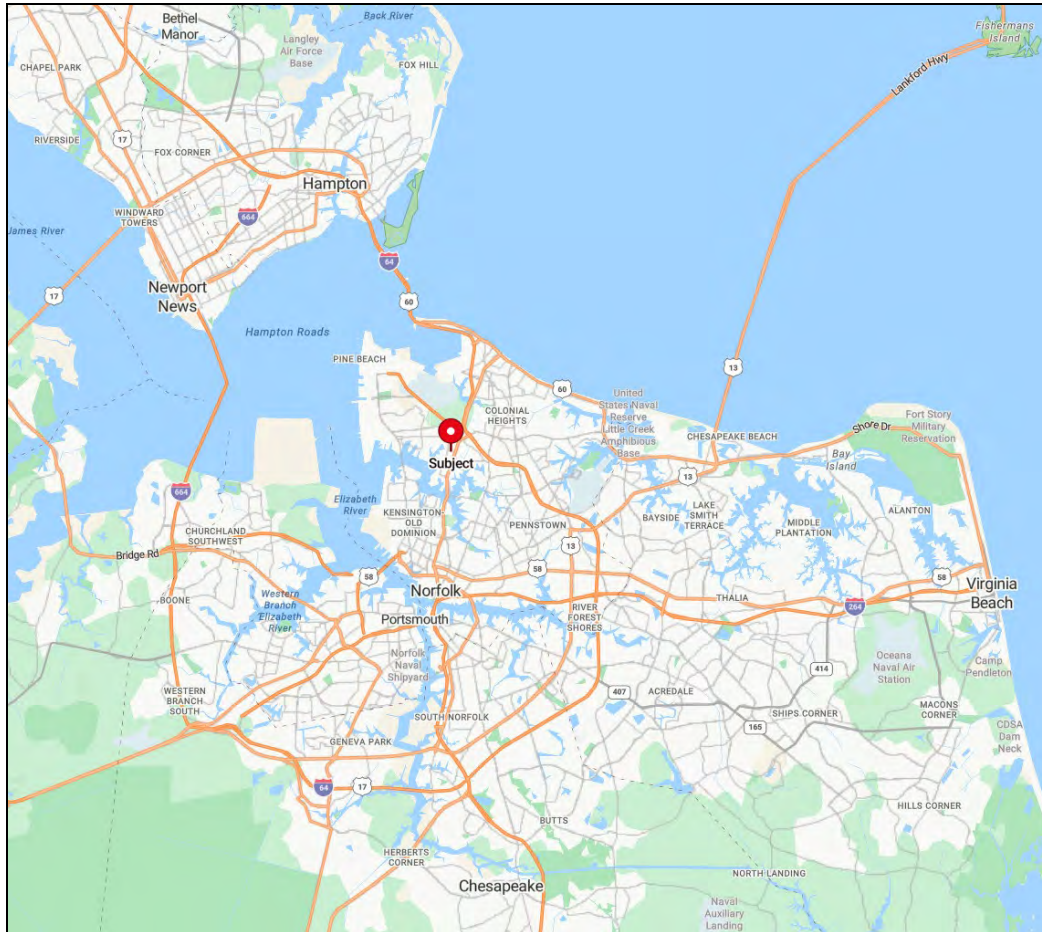 Bethel
Manor
Back River
Langley
Air Force
Base
CHAPEL PARK
FOX HILL
Fishermans
Island
Lankford Hwy
RIVERSIDE
17
FOX CORNER
Hampton
664
WINDWARD
TOWERS
James River
64
17
Newport
News
60
Hampton Roads
PINE BEACH
13
60
COLONIAL
HEIGHTS
United
States Naval
Reserve
Little Creek
Amphibious
Base
Fort Story
Military
Reservation
CHESAPEAKE BEACH
Shore Dr
Bay
Island
Subject
13
664
Elizabeth
River
KENSINGTON-
OLD
DOMINION
PENNSTOWN
BAYSIDE
LAKE
SMITH
TERRACE
ALANTON
MIDDLE
PLANTATION
CHURCHLAND
SOUTHWEST
Bridge Rd
13
58
58
58
Virginia
Beach
BOONE
Western
Branch
Elizabeth
River
Norfolk
Portsmouth
THALIA
264
RIVER
FOREST
SHORES
Norfolk
Naval
Shipyard
Oceana
Naval Air
Station
Camp
Pendleton
414
WESTERN
BRANCH
SOUTH
407
ACREDALE
MACONS
CORNER
SOUTH NORFOLK
SHIPS CORNER
165
CDSA
Dam
Neck
GENEVA PARK
64
17
HILLS CORNER
BUTTS
HERBERTS
CORNER
NORTH LANDING
Chesapeake
Naval
Auxiliary
Landing